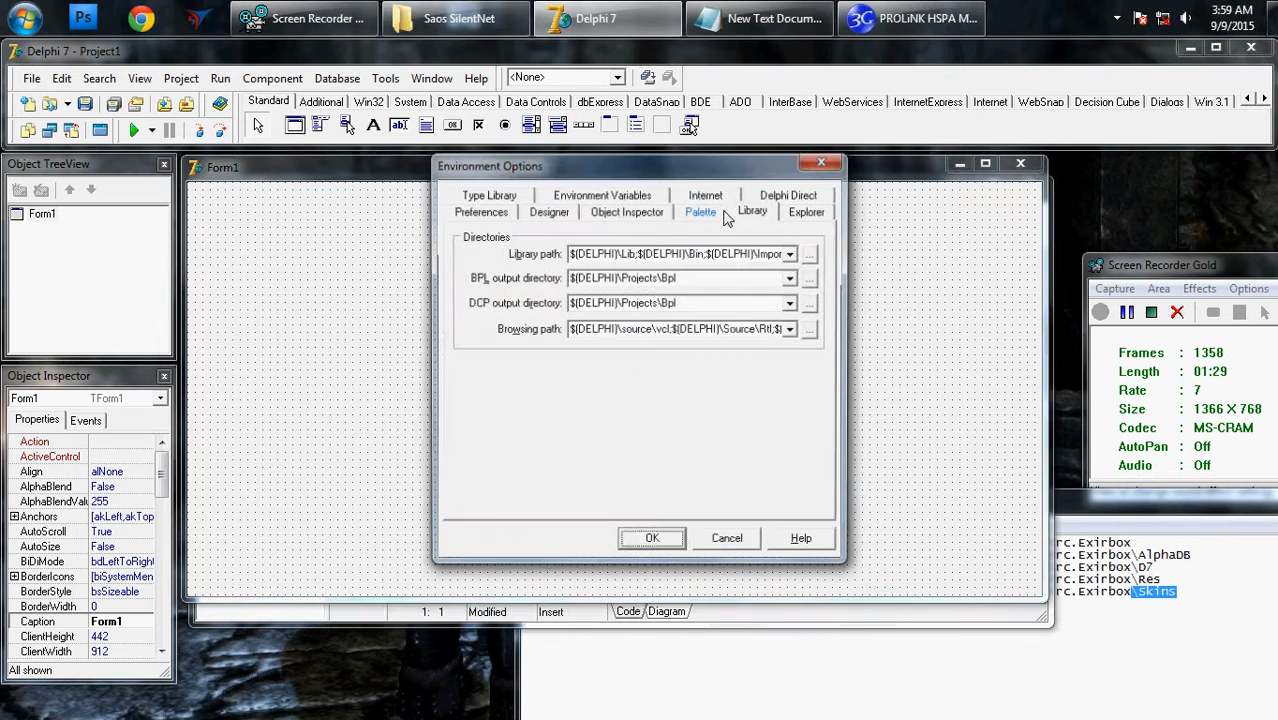 Screen Recorder ...
Saos SilentNet
Delphi 7
New Text Docum...
PROLiNK HSPA M...
3:59 AM
9/9/2015
Delphi 7 - Project1
File Edit Search View Project Run Component Database Tools Window Help
<None>
Standard Additional Win32 System Data Access Data Controls dbExpress DataSnap BDE ADO InterBase WebServices InternetExpress Internet WebSnap Decision Cube Dialogs Win 3.1
Object TreeView
Form1
Form1
Environment Options
Type Library Environment Variables Internet Delphi Direct
Preferences Designer Object Inspector Palette Library Explorer
Directories
Library path: $(DELPHI)\Lib;$(DELPHI)\Bin;$(DELPHI)\Impor ...
BPL output directory: $(DELPHI)\Projects\Bpl ...
DCP output directory: $(DELPHI)\Projects\Bpl ...
Browsing path: $(DELPHI)\source\vcl;$(DELPHI)\Source\Rtl;$( ...
OK Cancel Help
Object Inspector
Form1 TForm1
Properties Events
Action
ActiveControl
Align alNone
AlphaBlend False
AlphaBlendValu 255
Anchors [akLeft,akTop
AutoScroll True
AutoSize False
BiDiMode bdLeftToRight
BorderIcons [biSystemMen
BorderStyle bsSizeable
BorderWidth 0
Caption Form1
ClientHeight 442
ClientWidth 912
All shown
1: 1 Modified Insert Code Diagram
Screen Recorder Gold
Capture Area Effects Options
Frames : 1358
Length : 01:29
Rate : 7
Size : 1366 X 768
Codec : MS-CRAM
AutoPan : Off
Audio : Off
rc.Exirbox
rc.Exirbox\AlphaDB
rc.Exirbox\D7
rc.Exirbox\Res
rc.Exirbox\Skins